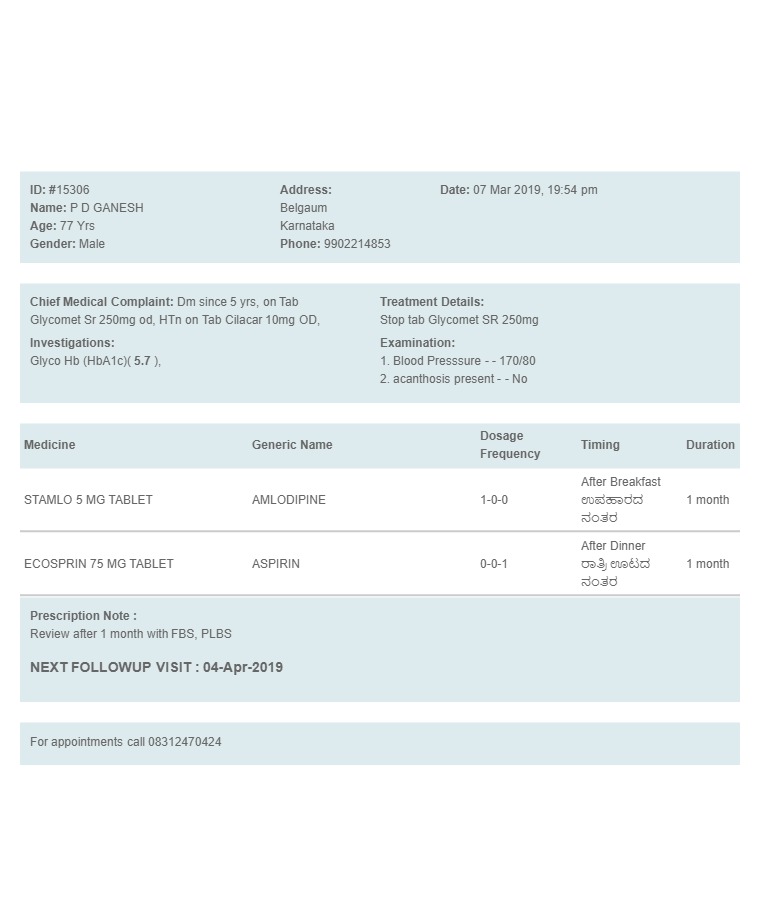 ID: #15306
Name: P D GANESH
Age: 77 Yrs
Gender: Male
Address:
Belgaum
Karnataka
Phone: 9902214853
Date: 07 Mar 2019, 19:54 pm
Chief Medical Complaint: Dm since 5 yrs, on Tab
Glycomet Sr 250mg od, HTn on Tab Cilacar 10mg OD,
Investigations:
Glyco Hb (HbA1c)( 5.7 ),
Treatment Details:
Stop tab Glycomet SR 250mg
Examination:
1. Blood Presssure - - 170/80
2. acanthosis present - - No
Medicine Generic Name Dosage Frequency Timing Duration
STAMLO 5 MG TABLET AMLODIPINE 1-0-0 After Breakfast 1 month
ಉಪಹಾರದ
ನಂತರ
ECOSPRIN 75 MG TABLET ASPIRIN 0-0-1 After Dinner 1 month
ರಾತ್ರಿ ಊಟದ
ನಂತರ
Prescription Note :
Review after 1 month with FBS, PLBS
NEXT FOLLOWUP VISIT : 04-Apr-2019
For appointments call 08312470424